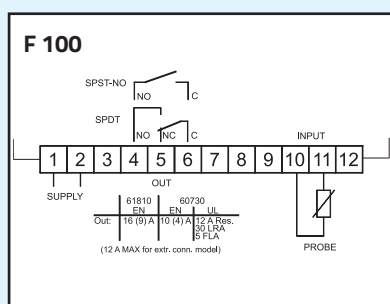 F 100
SPST-NO
NO C
SPDT
NO NC C
INPUT
1 2 3 4 5 6 7 8 9 10 11 12
SUPPLY
OUT
PROBE
61810 60730
EN EN UL
Out: 16 (9) A 10 (4) A 12 A Res.
30 LRA
5 FLA
(12 A MAX for extr. conn. model)